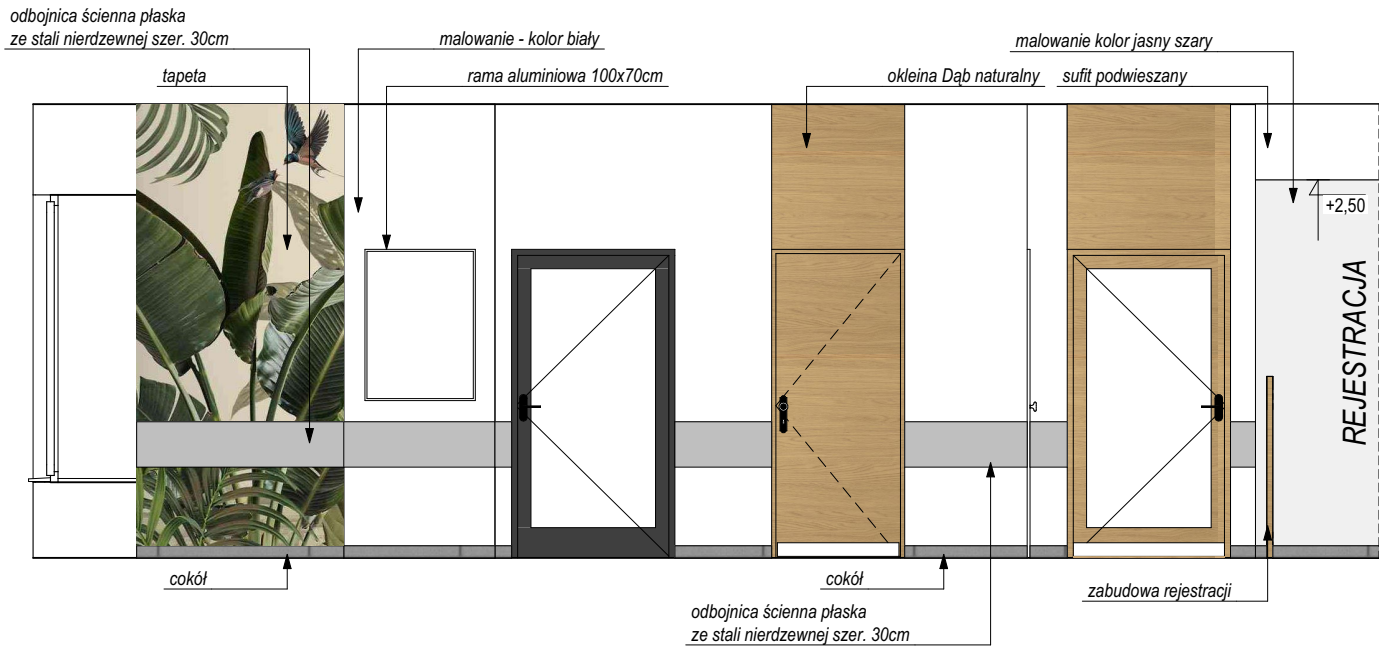 odbojnica ścienna płaska
ze stali nierdzewnej szer. 30cm
malowanie - kolor biały
malowanie kolor jasny szary
tapeta
rama aluminiowa 100x70cm
okleina Dąb naturalny
sufit podwieszany
+2,50
REJESTRACJA
cokół
cokół
zabudowa rejestracji
odbojnica ścienna płaska
ze stali nierdzewnej szer. 30cm